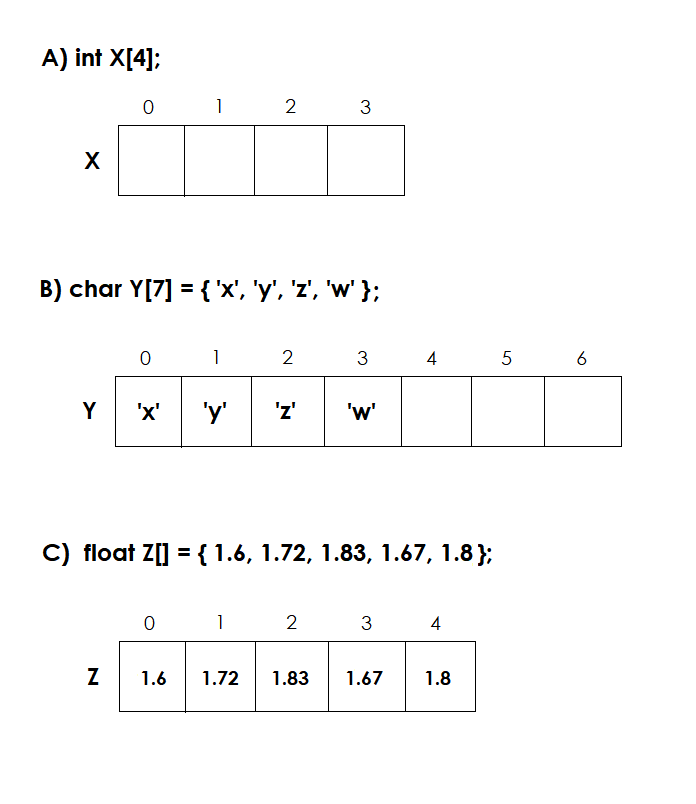 A) int X[4];
0 1 2 3
X
B) char Y[7] = { 'x', 'y', 'z', 'w' };
0 1 2 3 4 5 6
Y 'x' 'y' 'z' 'w'
C) float Z[] = { 1.6, 1.72, 1.83, 1.67, 1.8 };
0 1 2 3 4
Z 1.6 1.72 1.83 1.67 1.8